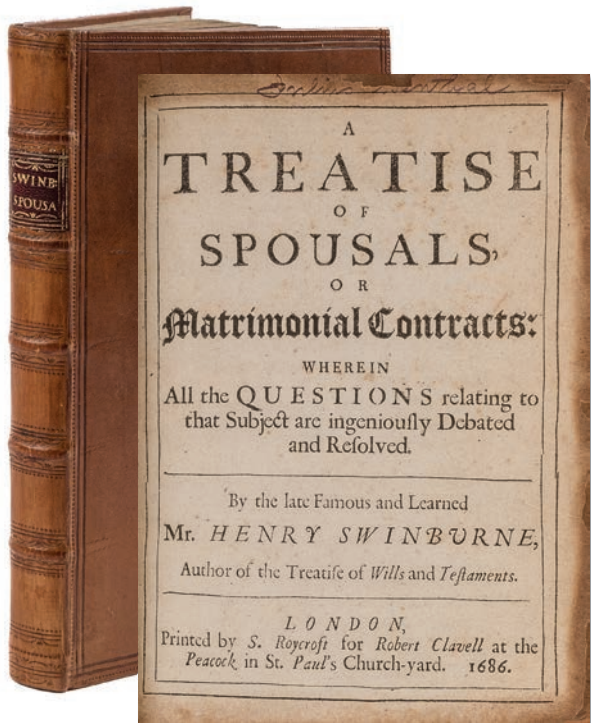 SWINB:
SPOUSA
A
TREATISE
OF
SPOUSALS,
OR
Matrimonial Contracts:
WHEREIN
All the QUESTIONS relating to
that Subject are ingeniouſly Debated
and Reſolved.
By the late Famous and Learned
Mr. HENRY SWINBURNE,
Author of the Treatiſe of Wills and Teſtaments.
LONDON,
Printed by S. Roycroft for Robert Clavell at the
Peacock in St. Paul's Church-yard. 1686.